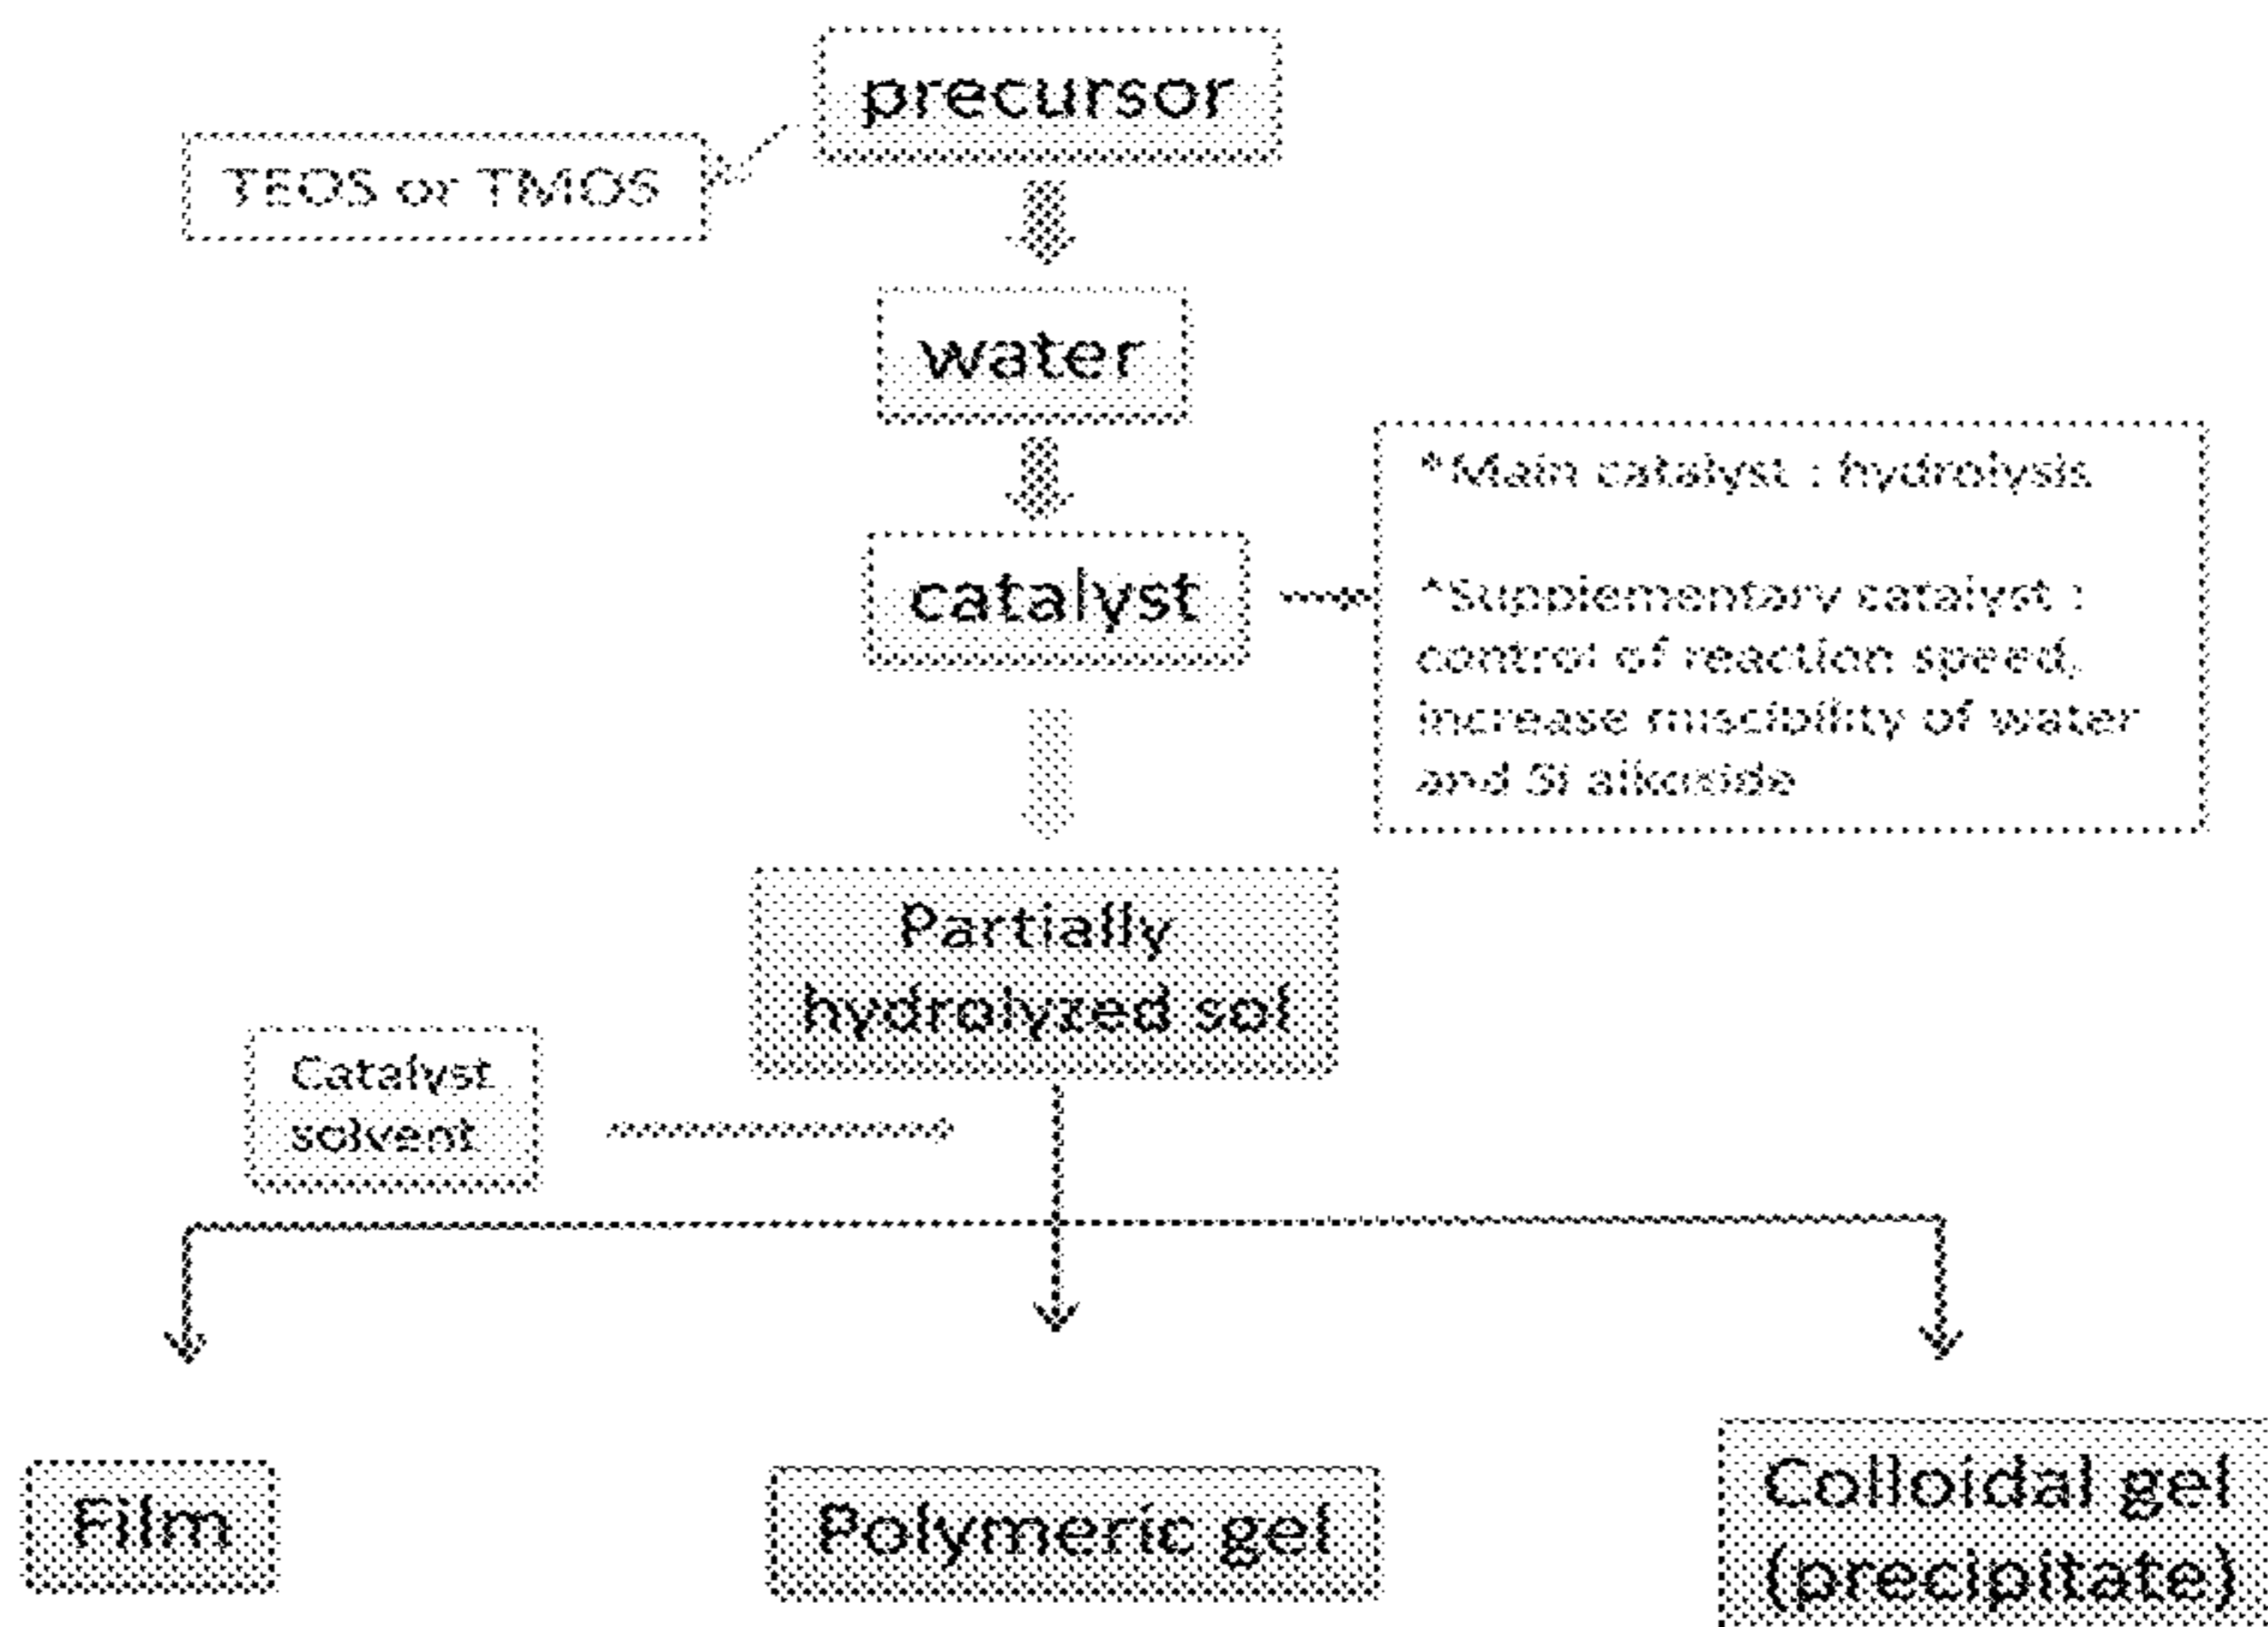 precursor
TEOS or TMOS
water
*Main catalyst : hydrolysis
catalyst
*Supplementary catalyst :
control of reaction speed,
increase miscibility of water
and Si alkoxide
Partially
hydrolyzed sol
Catalyst
solvent
Film
Polymeric gel
Colloidal gel
(precipitate)